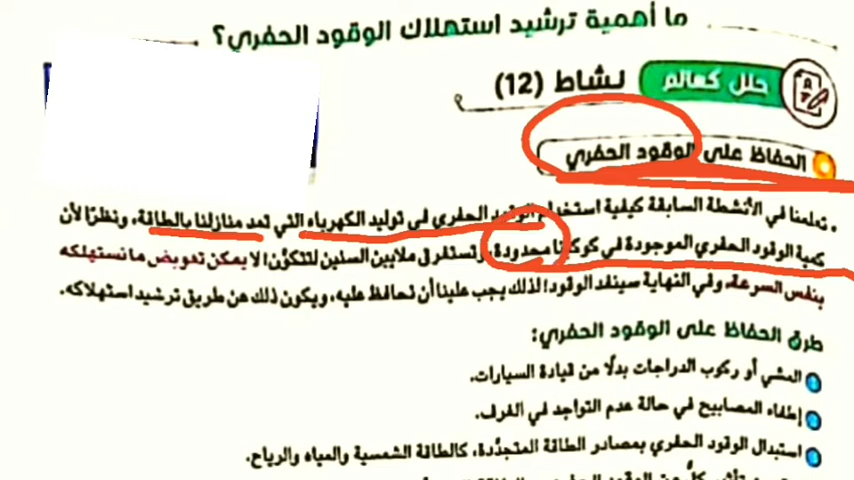 ما أهمية ترشيد استهلاك الوقود الحفري؟
حلل كعالم نشاط (12)
الحفاظ على الوقود الحفري
• تعلمنا في الأنشطة السابقة كيفية استخدام الوقود الحفري في توليد الكهرباء التي تمد منازلنا بالطاقة، ونظرًا لأن
كمية الوقود الحفري الموجودة في كوكبنا محدودة، وتستغرق ملايين السنين لتتكوَّن؛ لا يمكن تعويض ما نستهلكه
بنفس السرعة، وفي النهاية سينفد الوقود؛ لذلك يجب علينا أن نحافظ عليه، ويكون ذلك عن طريق ترشيد استهلاكه.
طرق الحفاظ على الوقود الحفري:
المشي أو ركوب الدراجات بدلًا من قيادة السيارات.
إطفاء المصابيح في حالة عدم التواجد في الغرف.
استبدال الوقود الحفري بمصادر الطاقة المتجدِّدة، كالطاقة الشمسية والمياه والرياح.